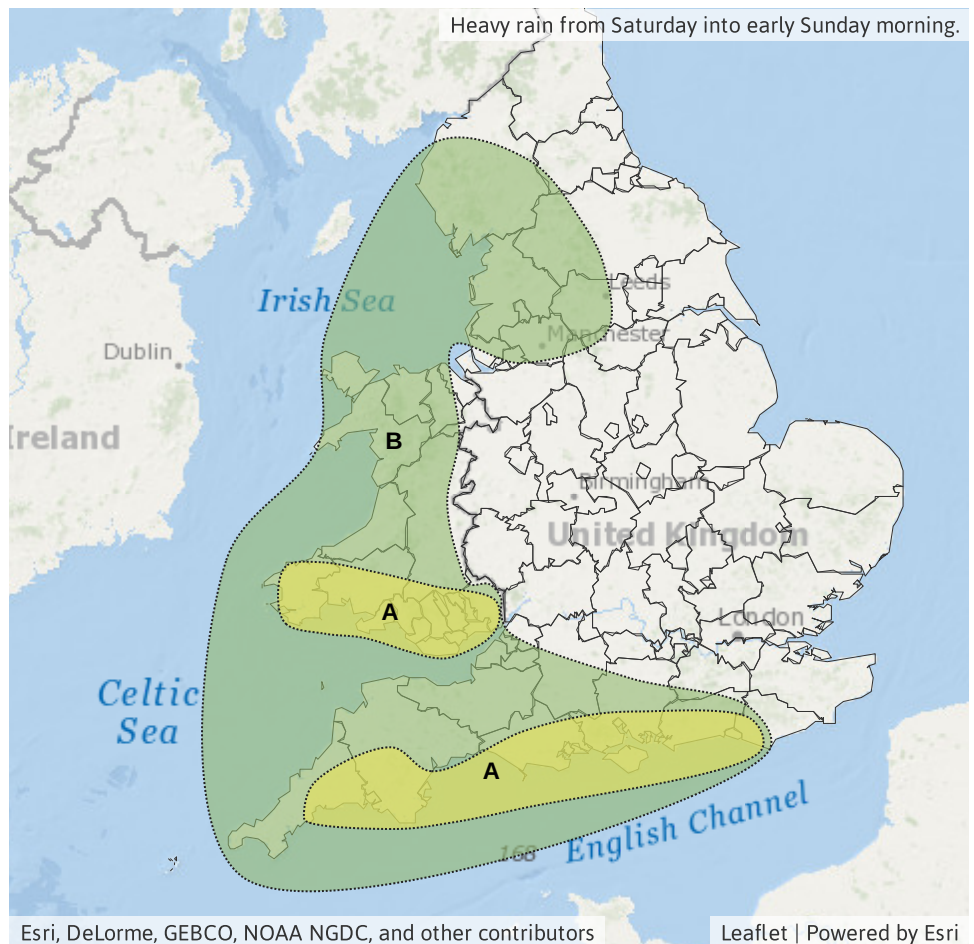 Heavy rain from Saturday into early Sunday morning.
Irish Sea
Leeds
Manchester
Dublin
Ireland
B
Birmingham
United Kingdom
A
London
Celtic
Sea
A
English Channel
168
Esri, DeLorme, GEBCO, NOAA NGDC, and other contributors
Leaflet | Powered by Esri